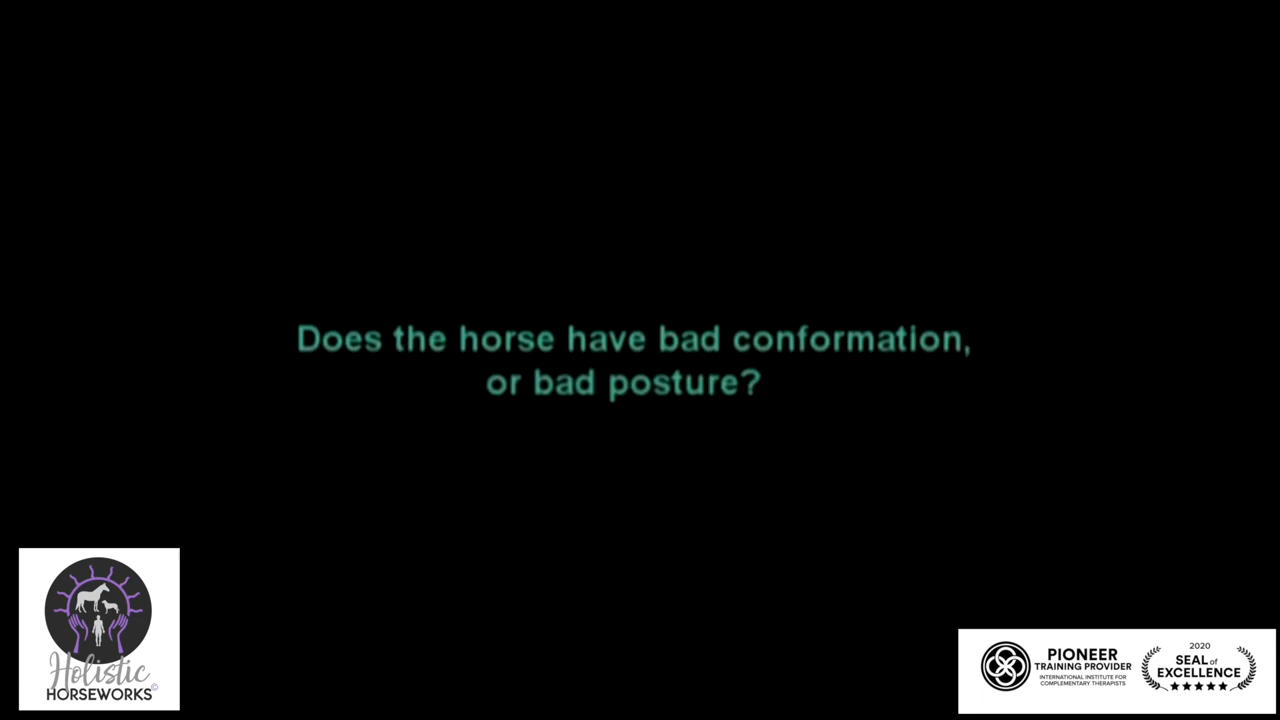 Does the horse have bad conformation,
or bad posture?
Holistic
HORSEWORKS©
PIONEER
TRAINING PROVIDER
INTERNATIONAL INSTITUTE FOR
COMPLEMENTARY THERAPISTS
2020
SEAL of
EXCELLENCE